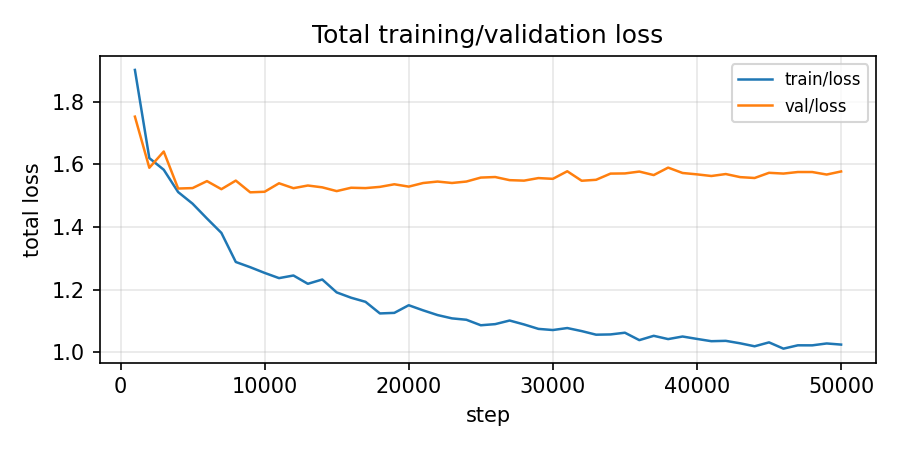 Total training/validation loss
train/loss
val/loss
total loss
1.8
1.6
1.4
1.2
1.0
0
10000
20000
30000
40000
50000
step